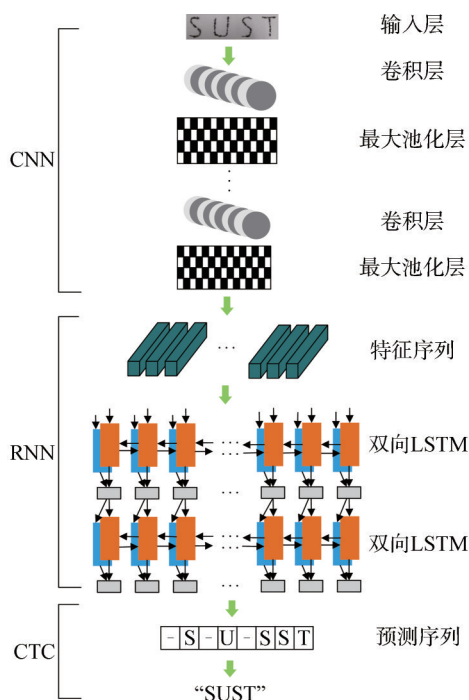 SUST
输入层
卷积层
最大池化层
CNN
卷积层
最大池化层
特征序列
RNN
双向LSTM
双向LSTM
CTC
-S-U-SST
预测序列
“SUST”